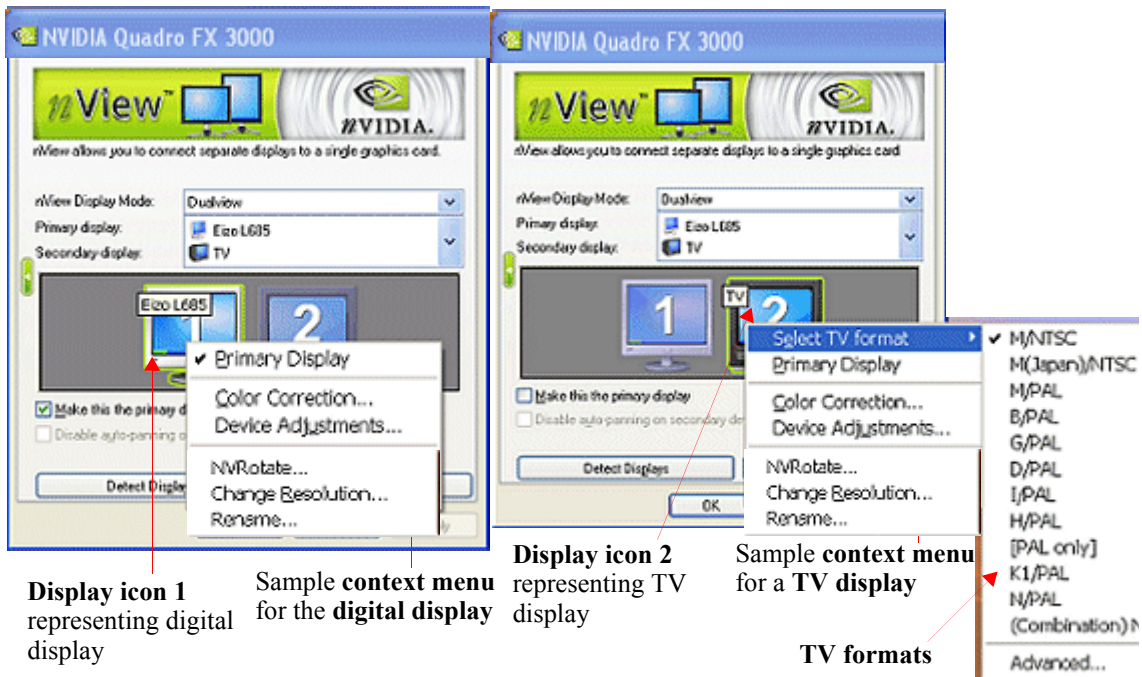 NVIDIA Quadro FX 3000
nView™
nVIDIA.
nView allows you to connect separate displays to a single graphics card.
nView Display Mode: Dualview
Primary display: Eizo L685
Secondary display: TV
Eizo L685
1
2
Primary Display
Color Correction...
Device Adjustments...
NVRotate...
Change Resolution...
Rename...
Make this the primary d
Disable auto-panning o
Detect Display
Display icon 1
representing digital
display
Sample context menu
for the digital display
NVIDIA Quadro FX 3000
nView™
nVIDIA.
nView allows you to connect separate displays to a single graphics card
nView Display Mode: Dualview
Primary display: Eizo L685
Secondary display: TV
1
TV
2
Select TV format
Primary Display
Color Correction...
Device Adjustments...
NVRotate...
Change Resolution...
Rename...
Make this the primary display
Disable auto-panning on secondary de
Detect Displays
OK
M/NTSC
M(Japan)/NTSC
M/PAL
B/PAL
G/PAL
D/PAL
I/PAL
H/PAL
[PAL only]
K1/PAL
N/PAL
(Combination) N
Advanced...
Display icon 2
representing TV
display
Sample context menu
for a TV display
TV formats